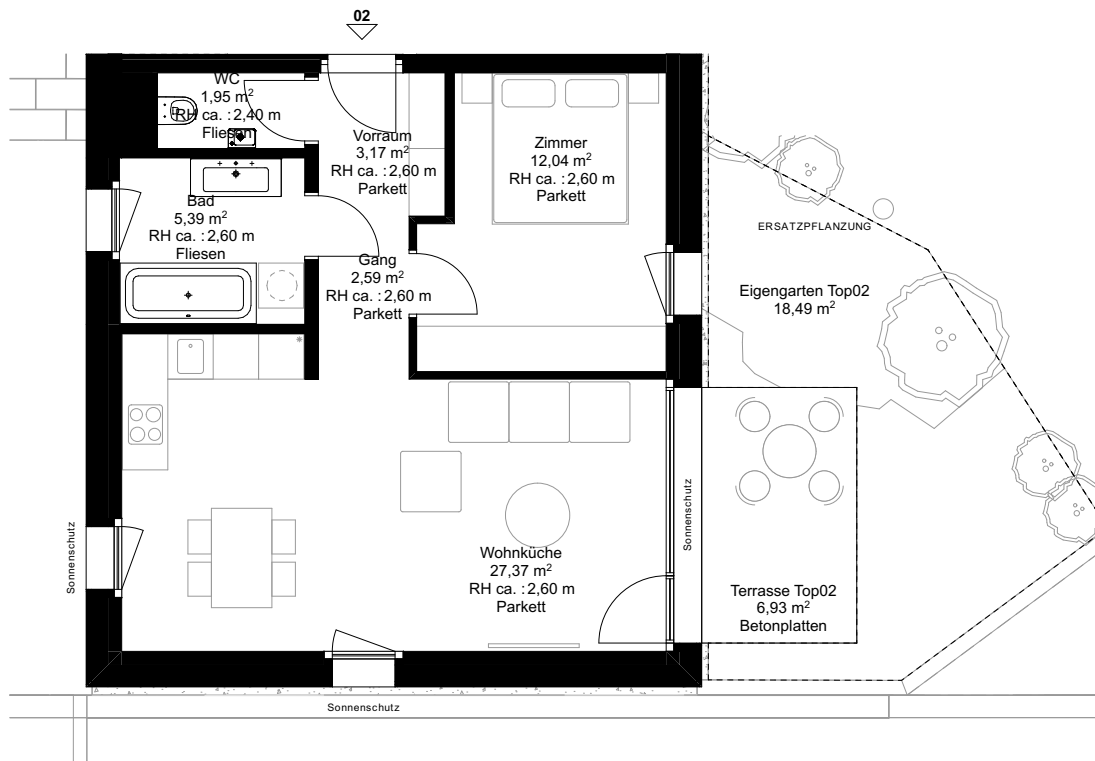 02
WC
1,95 m²
RH ca. : 2,40 m
Fliesen
Vorraum
3,17 m²
RH ca. : 2,60 m
Parkett
Zimmer
12,04 m²
RH ca. : 2,60 m
Parkett
Bad
5,39 m²
RH ca. : 2,60 m
Fliesen
Gang
2,59 m²
RH ca. : 2,60 m
Parkett
ERSATZPFLANZUNG
Eigengarten Top02
18,49 m²
Sonnenschutz
Wohnküche
27,37 m²
RH ca. : 2,60 m
Parkett
Sonnenschutz
Terrasse Top02
6,93 m²
Betonplatten
Sonnenschutz